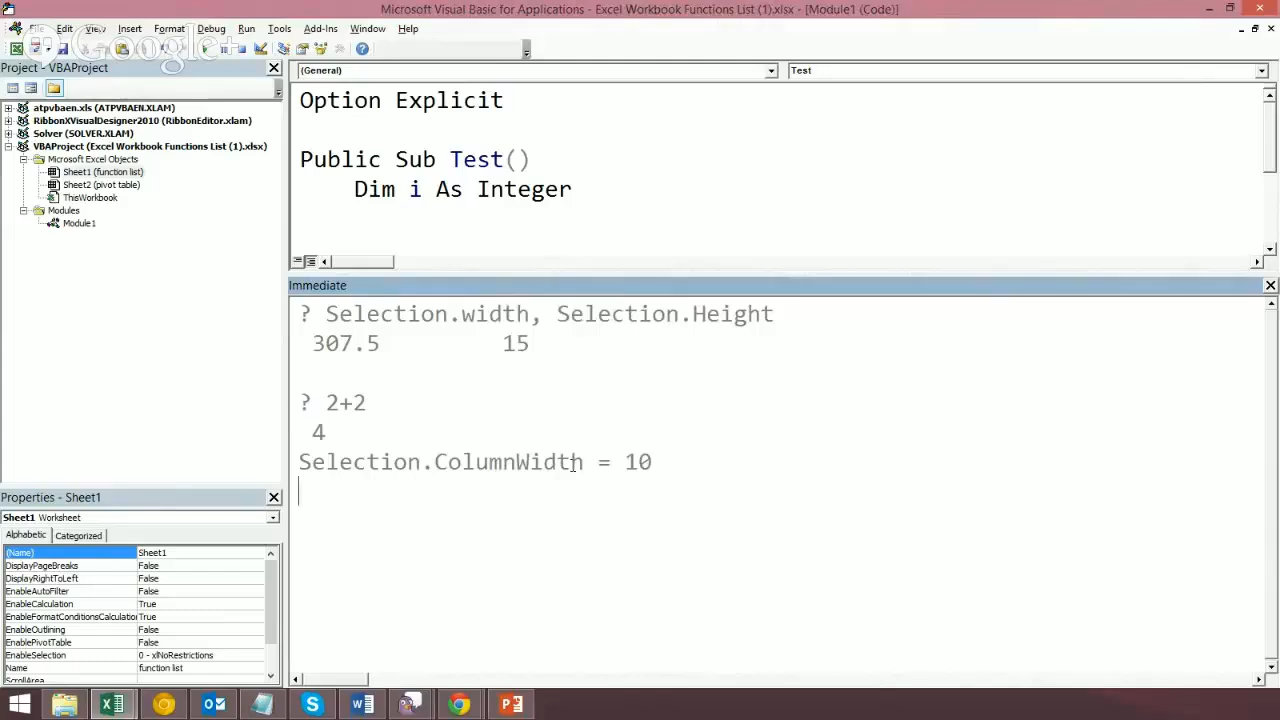 Microsoft Visual Basic for Applications - Excel Workbook Functions List (1).xlsx - [Module1 (Code)]
File Edit View Insert Format Debug Run Tools Add-Ins Window Help
Google+
Project - VBAProject
(General)
Test
atpvbaen.xls (ATPVBAEN.XLAM)
RibbonXVisualDesigner2010 (RibbonEditor.xlam)
Solver (SOLVER.XLAM)
VBAProject (Excel Workbook Functions List (1).xlsx)
Microsoft Excel Objects
Sheet1 (function list)
Sheet2 (pivot table)
ThisWorkbook
Modules
Module1
Option Explicit
Public Sub Test()
Dim i As Integer
Immediate
? Selection.width, Selection.Height
307.5 15
? 2+2
4
Selection.ColumnWidth = 10
Properties - Sheet1
Sheet1 Worksheet
Alphabetic Categorized
(Name) Sheet1
DisplayPageBreaks False
DisplayRightToLeft False
EnableAutoFilter False
EnableCalculation True
EnableFormatConditionsCalculation True
EnableOutlining False
EnablePivotTable False
EnableSelection 0 - xlNoRestrictions
Name function list
ScrollArea